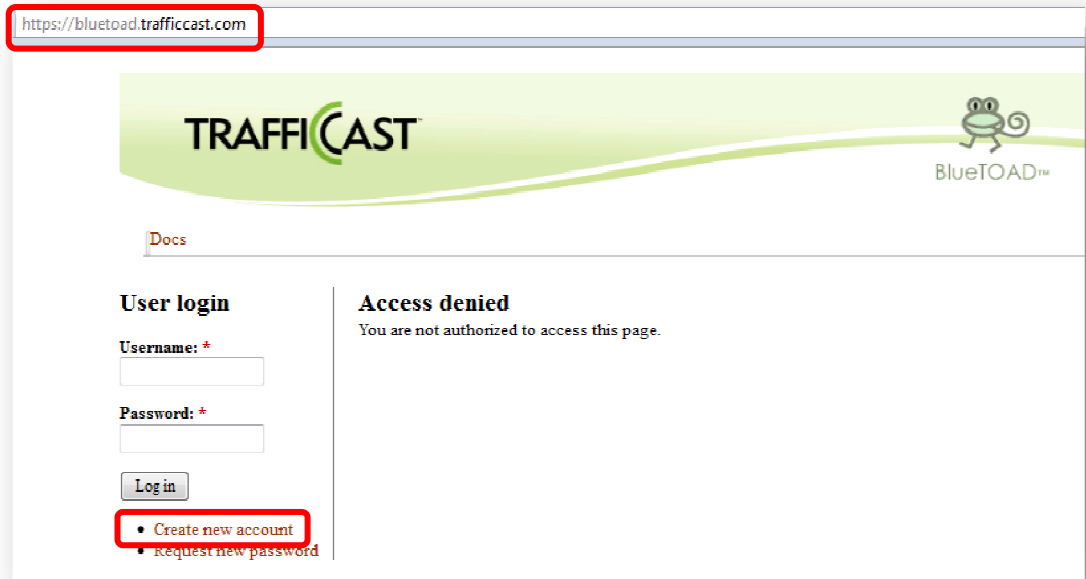 https://bluetoad.trafficcast.com
TRAFFICAST™
BlueTOAD™
Docs
User login
Username: *
Password: *
Log in
• Create new account
• Request new password
Access denied
You are not authorized to access this page.